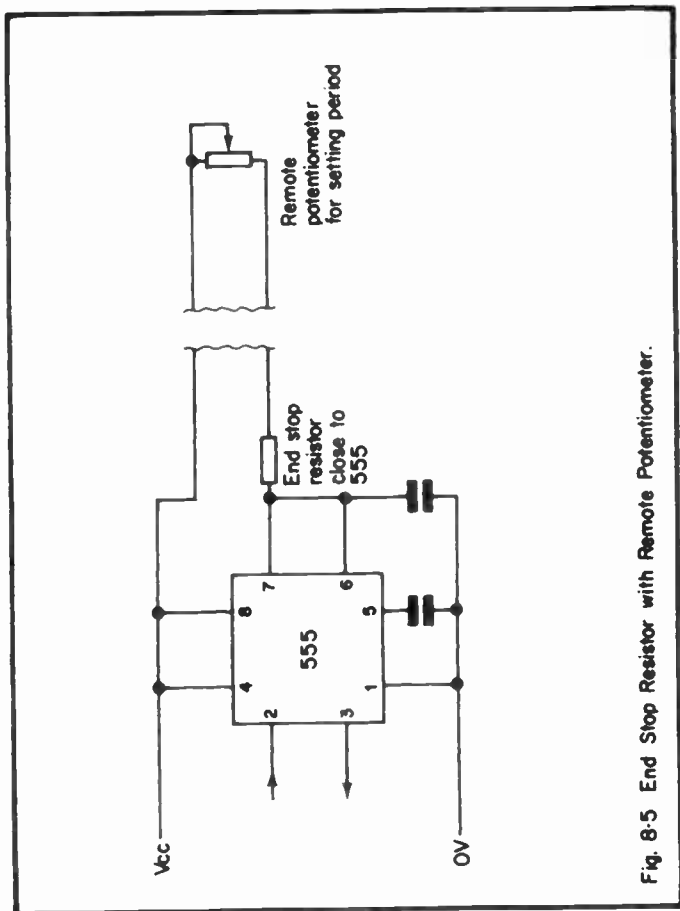 Vcc
0V
4
8
2
555
7
3
6
1
5
End stop
resistor
close to
555
Remote
potentiometer
for setting period
Fig. 8·5 End Stop Resistor with Remote Potentiometer.